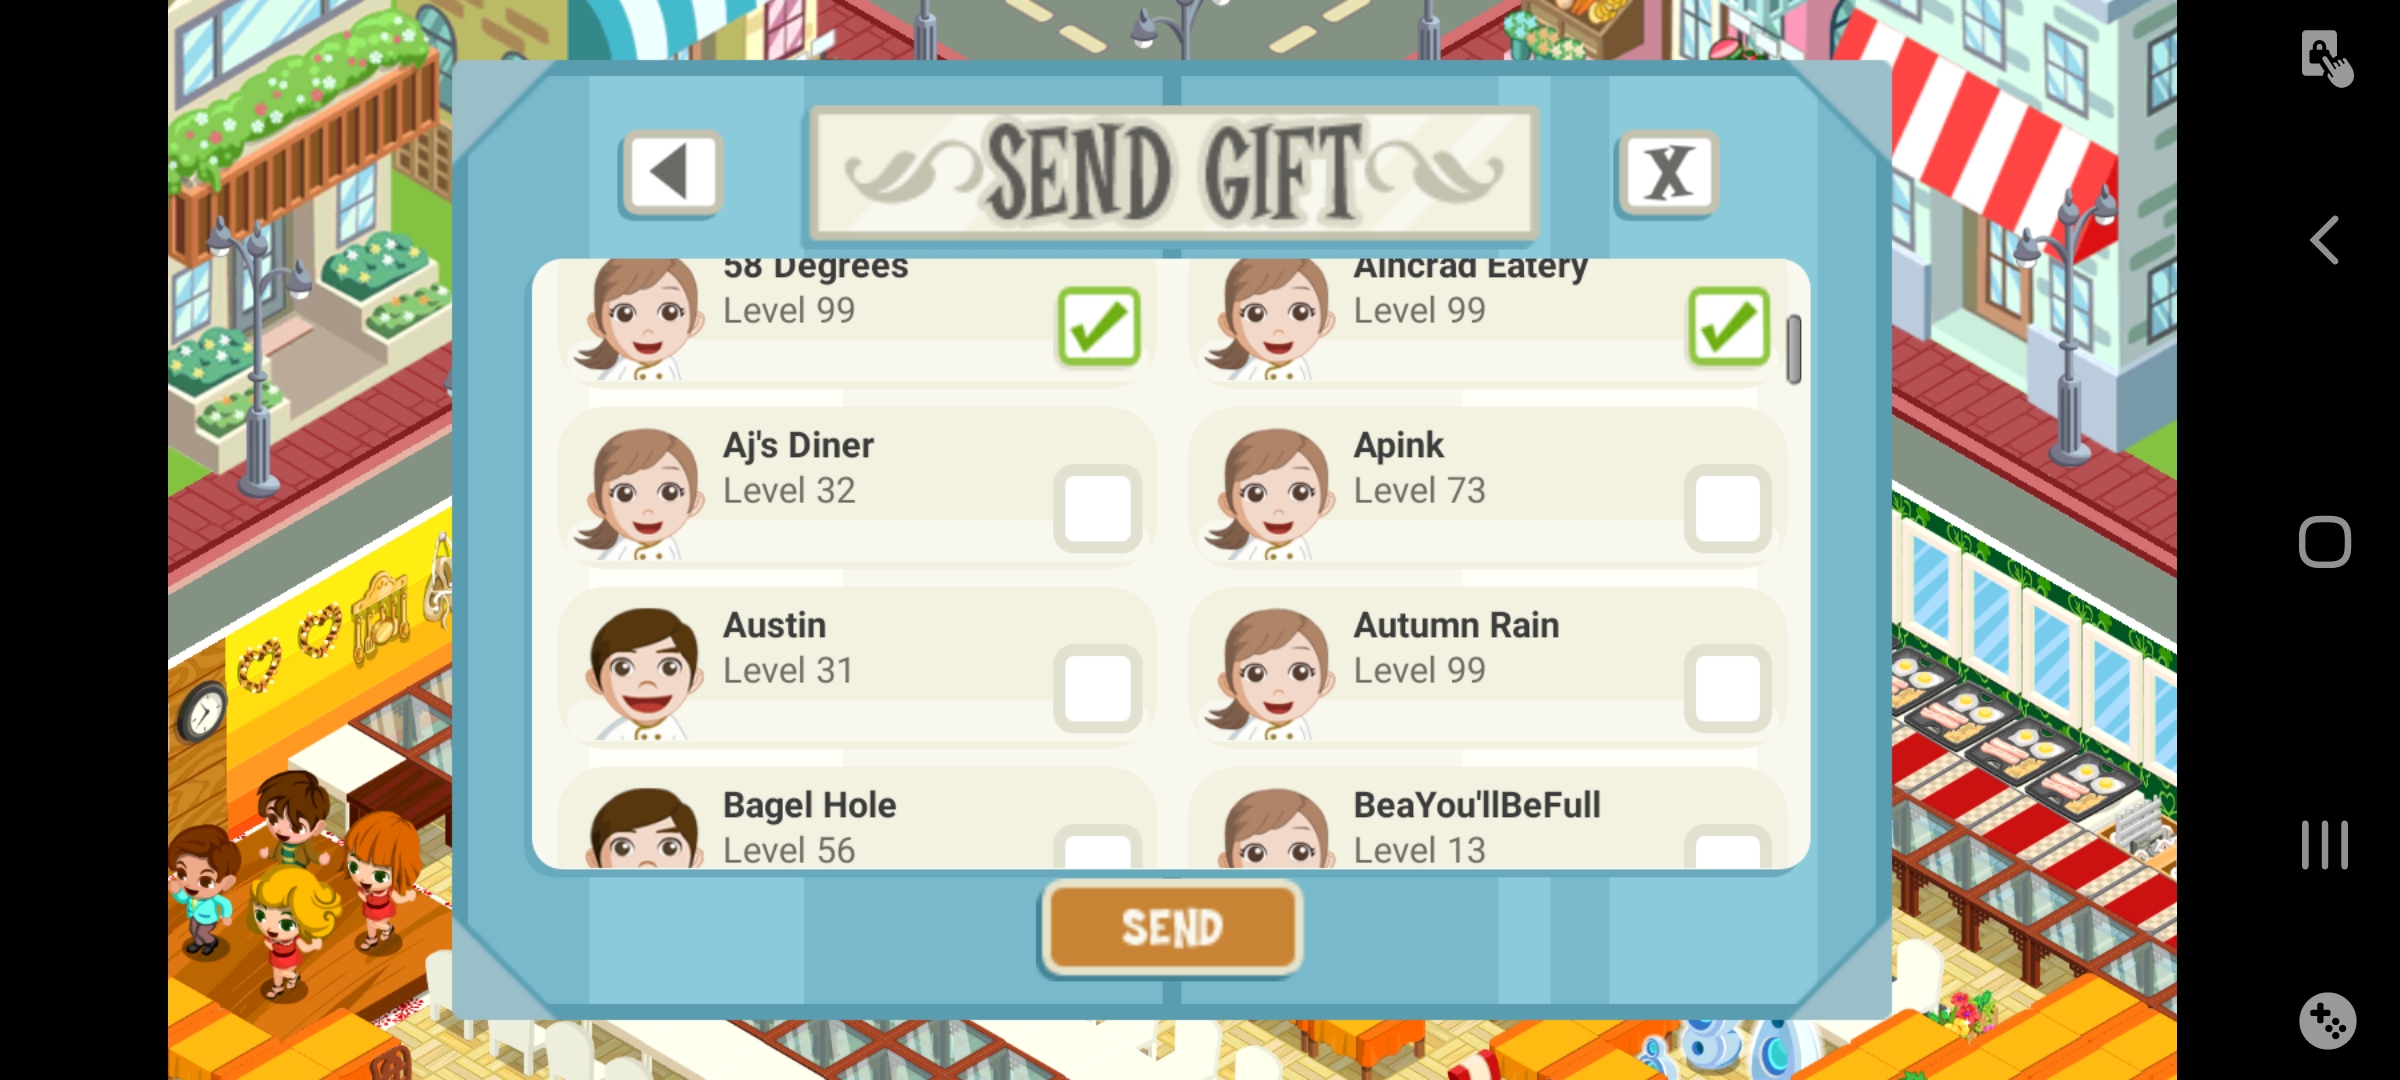 SEND GIFT
X
58 Degrees
Level 99
Aincrad Eatery
Level 99
Aj's Diner
Level 32
Apink
Level 73
Austin
Level 31
Autumn Rain
Level 99
Bagel Hole
Level 56
BeaYou'llBeFull
Level 13
SEND